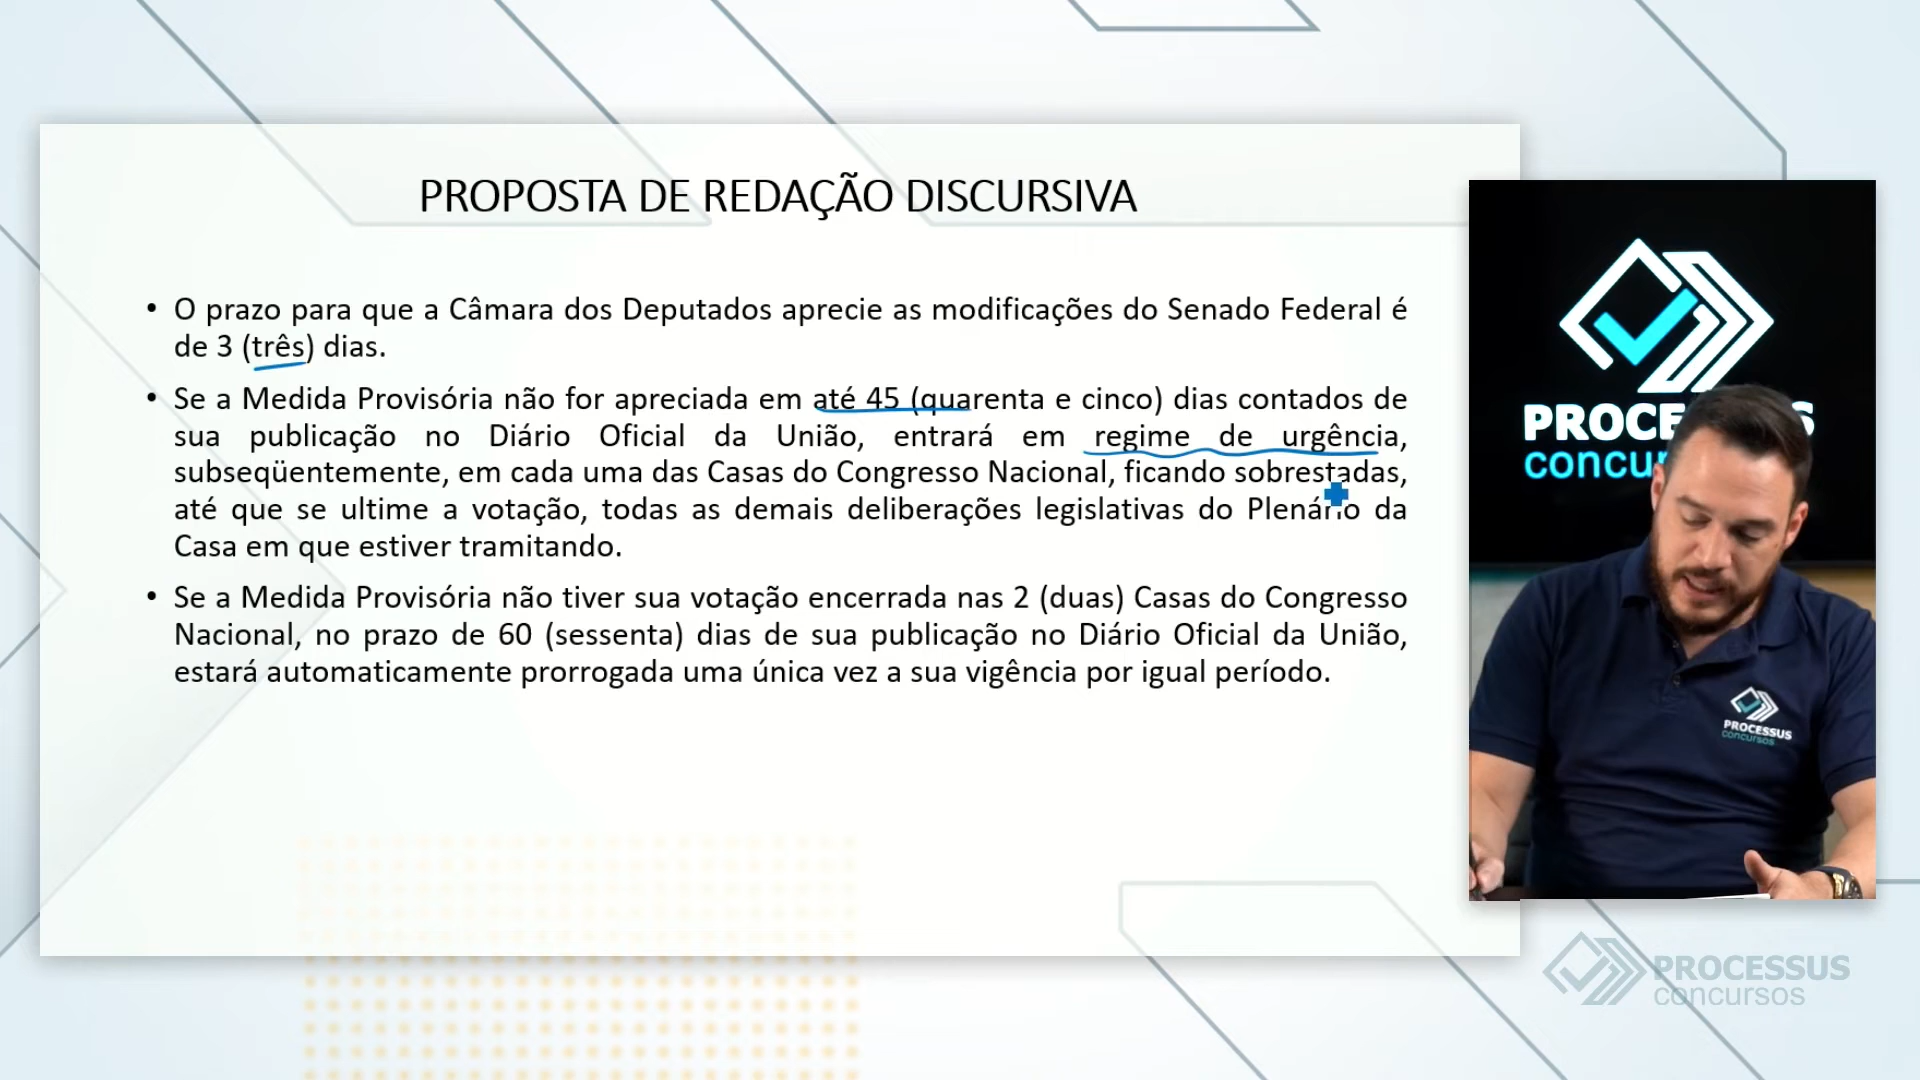 PROPOSTA DE REDAÇÃO DISCURSIVA
• O prazo para que a Câmara dos Deputados aprecie as modificações do Senado Federal é
de 3 (três) dias.
• Se a Medida Provisória não for apreciada em até 45 (quarenta e cinco) dias contados de
sua publicação no Diário Oficial da União, entrará em regime de urgência,
subseqüentemente, em cada uma das Casas do Congresso Nacional, ficando sobrestadas,
até que se ultime a votação, todas as demais deliberações legislativas do Plenário da
Casa em que estiver tramitando.
• Se a Medida Provisória não tiver sua votação encerrada nas 2 (duas) Casas do Congresso
Nacional, no prazo de 60 (sessenta) dias de sua publicação no Diário Oficial da União,
estará automaticamente prorrogada uma única vez a sua vigência por igual período.
PROCE S
concur
PROCESSUS
concursos
PROCESSUS
concursos